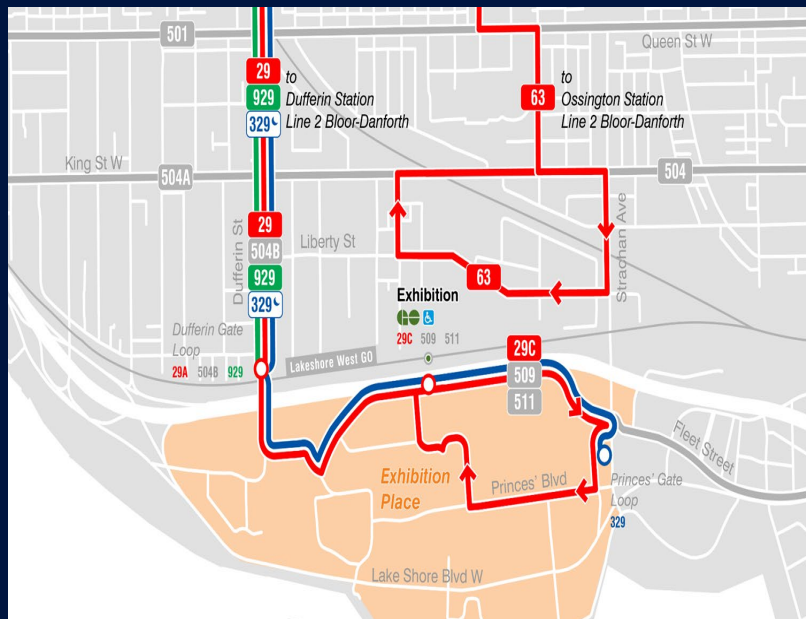 501
Queen St W
29
929
329
to
Dufferin Station
Line 2 Bloor-Danforth
63
to
Ossington Station
Line 2 Bloor-Danforth
King St W
504A
504
Dufferin St
29
504B
929
329
Liberty St
63
Strachan Ave
Exhibition
29C 509 511
Dufferin Gate
Loop
29A 504B 929
Lakeshore West GO
29C
509
511
Fleet Street
Exhibition
Place
Princes' Blvd
Princes' Gate
Loop
329
Lake Shore Blvd W